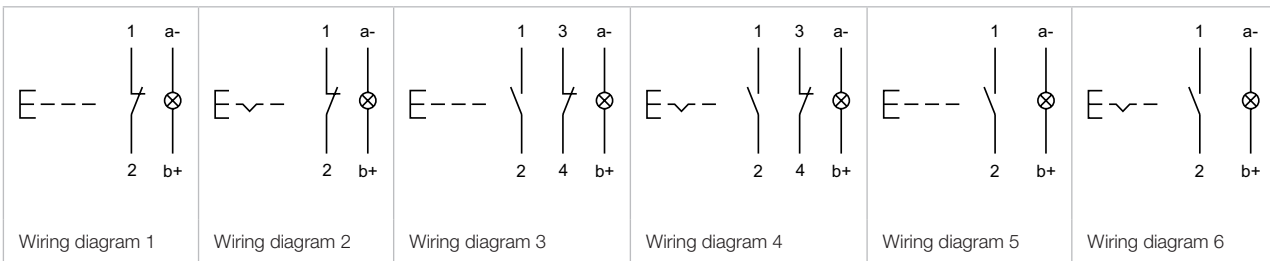 1 a-
2 b+
Wiring diagram 1
1 a-
2 b+
Wiring diagram 2
1 3 a-
2 4 b+
Wiring diagram 3
1 3 a-
2 4 b+
Wiring diagram 4
1 a-
2 b+
Wiring diagram 5
1 a-
2 b+
Wiring diagram 6